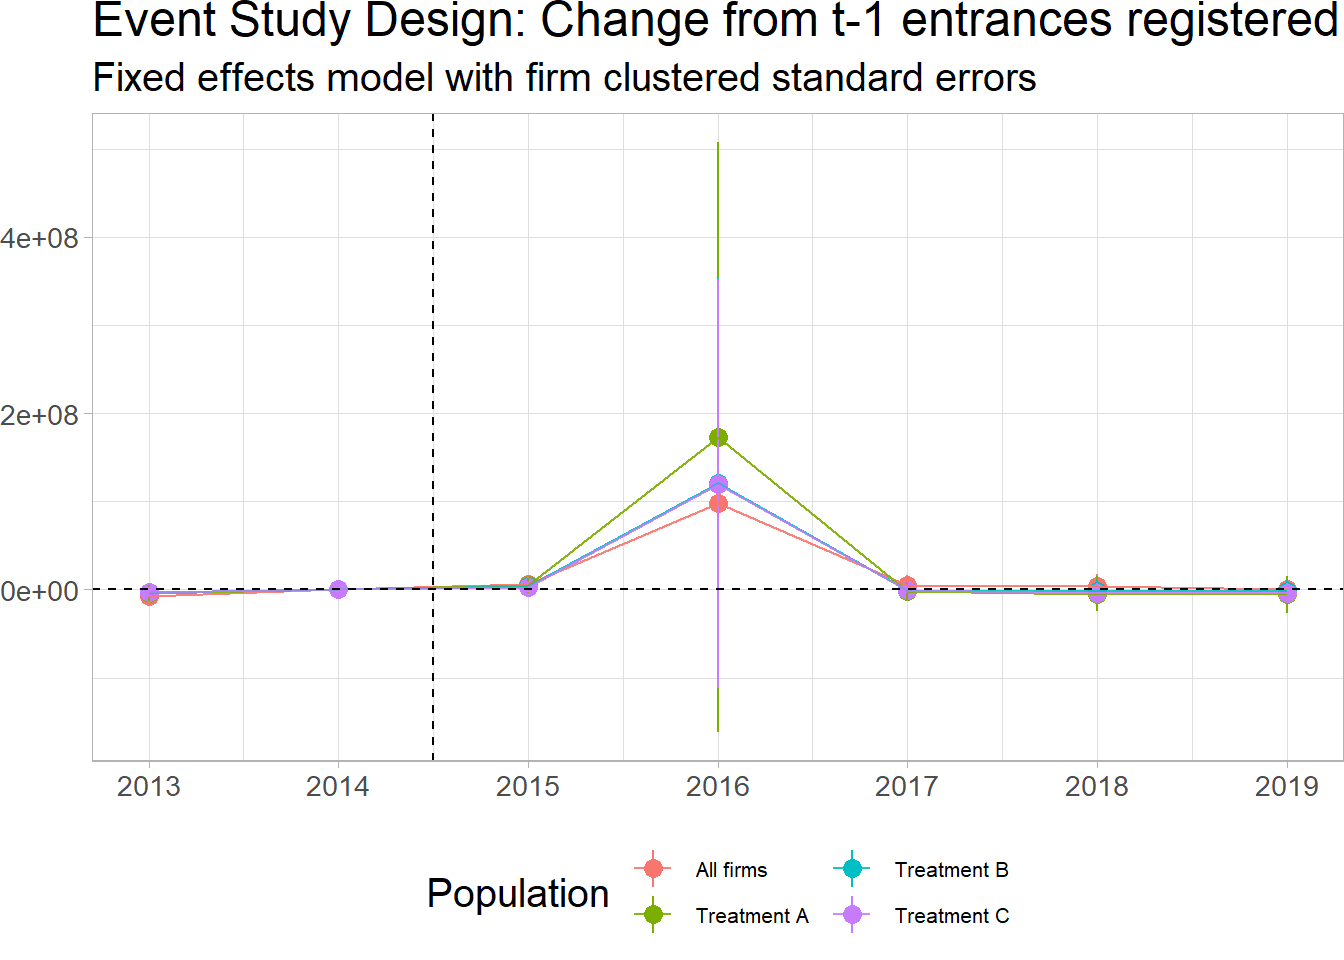 Event Study Design: Change from t-1 entrances registered
Fixed effects model with firm clustered standard errors
4e+08
2e+08
0e+00
2013 2014 2015 2016 2017 2018 2019
Population
All firms
Treatment A
Treatment B
Treatment C